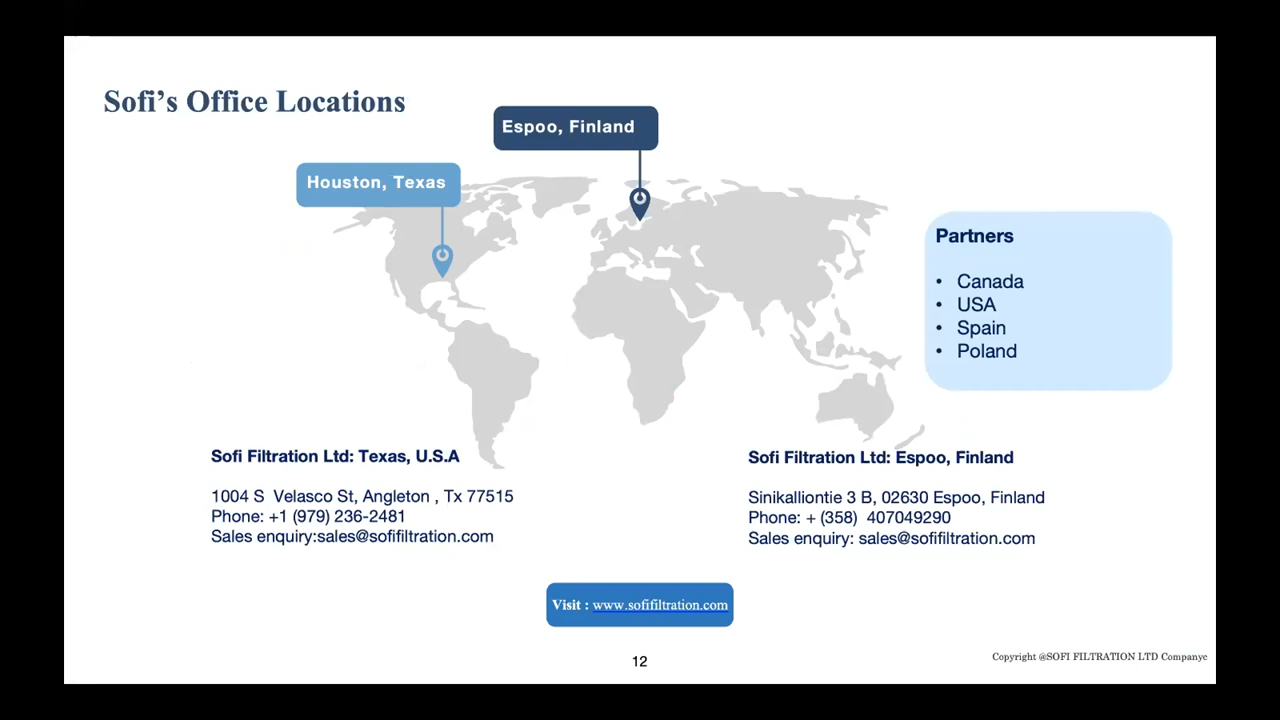 Sofi's Office Locations
Espoo, Finland
Houston, Texas
Partners
• Canada
• USA
• Spain
• Poland
Sofi Filtration Ltd: Texas, U.S.A
1004 S  Velasco St, Angleton , Tx 77515
Phone: +1 (979) 236-2481
Sales enquiry:sales@sofifiltration.com
Sofi Filtration Ltd: Espoo, Finland
Sinikalliontie 3 B, 02630 Espoo, Finland
Phone: + (358)  407049290
Sales enquiry: sales@sofifiltration.com
Visit : www.sofifiltration.com
12
Copyright @SOFI FILTRATION LTD Companyc